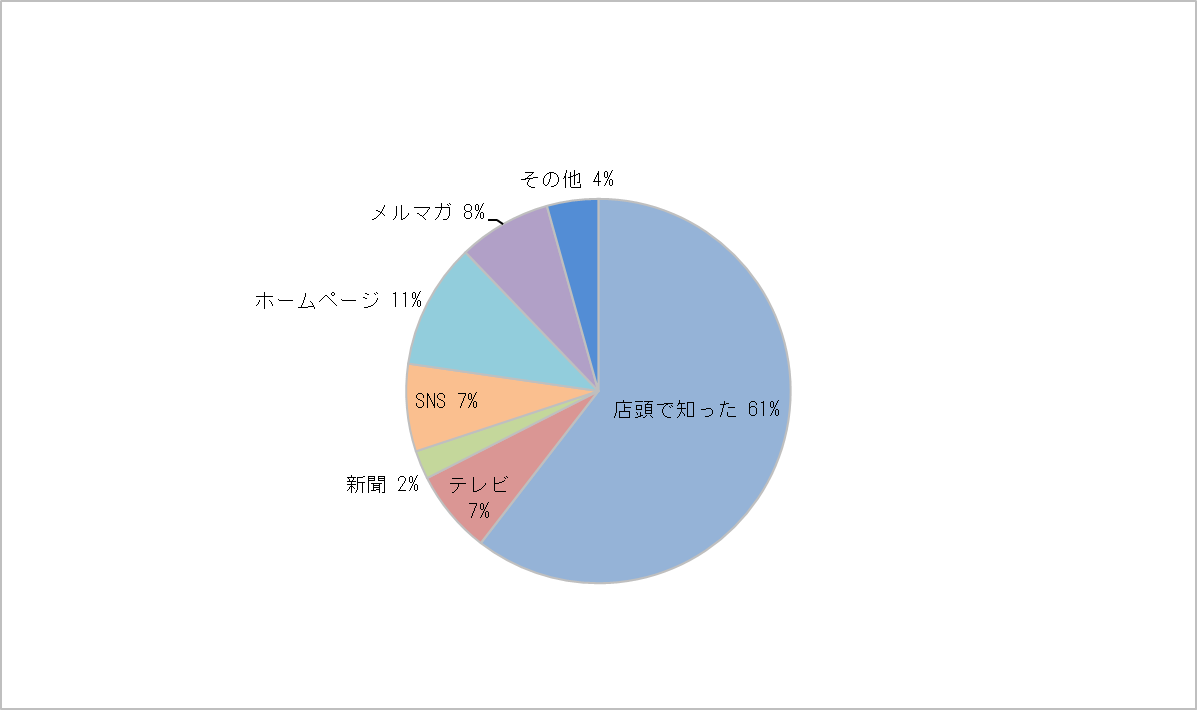 その他 4%
メルマガ 8%
ホームページ 11%
SNS 7%
店頭で知った 61%
新聞 2%
テレビ
7%